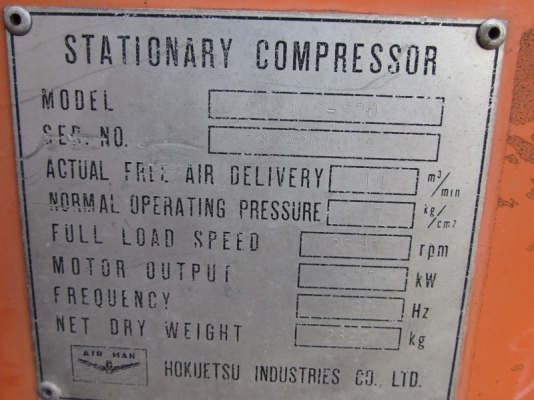 STATIONARY COMPRESSOR
MODEL
SER. NO.
ACTUAL FREE AIR DELIVERY 14 m³/min
NORMAL OPERATING PRESSURE kg/cm²
FULL LOAD SPEED rpm
MOTOR OUTPUT kW
FREQUENCY Hz
NET DRY WEIGHT kg
AIR MAN
HOKUETSU INDUSTRIES CO., LTD.